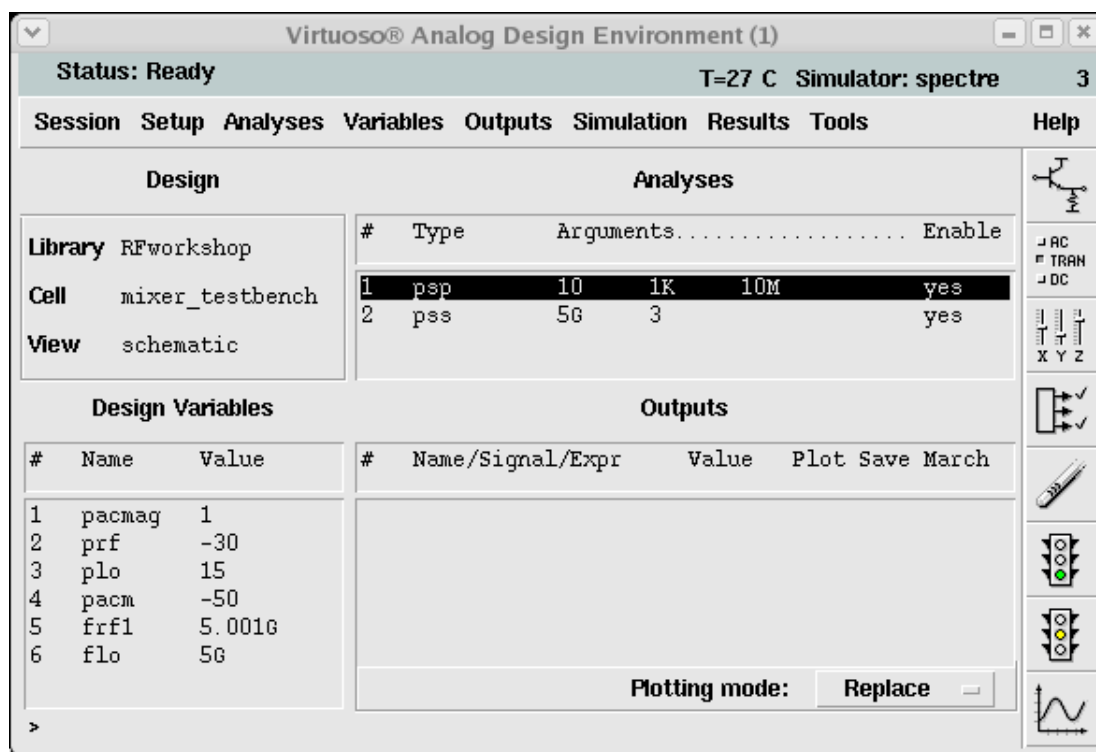 Virtuoso® Analog Design Environment (1)
Status: Ready T=27 C Simulator: spectre 3
Session Setup Analyses Variables Outputs Simulation Results Tools Help
Design
Library RFworkshop
Cell mixer_testbench
View schematic
Analyses
# Type Arguments................... Enable
1 psp 10 1K 10M yes
2 pss 5G 3 yes
Design Variables
# Name Value
1 pacmag 1
2 prf -30
3 plo 15
4 pacm -50
5 frf1 5.001G
6 flo 5G
Outputs
# Name/Signal/Expr Value Plot Save March
Plotting mode: Replace
>
AC
TRAN
DC
X Y Z